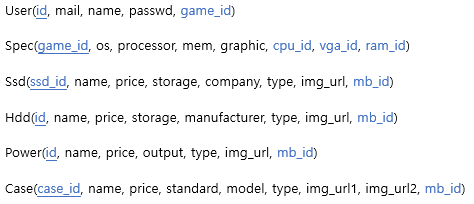 User(id, mail, name, passwd, game_id)
Spec(game_id, os, processor, mem, graphic, cpu_id, vga_id, ram_id)
Ssd(ssd_id, name, price, storage, company, type, img_url, mb_id)
Hdd(id, name, price, storage, manufacturer, type, img_url, mb_id)
Power(id, name, price, output, type, img_url, mb_id)
Case(case_id, name, price, standard, model, type, img_url1, img_url2, mb_id)